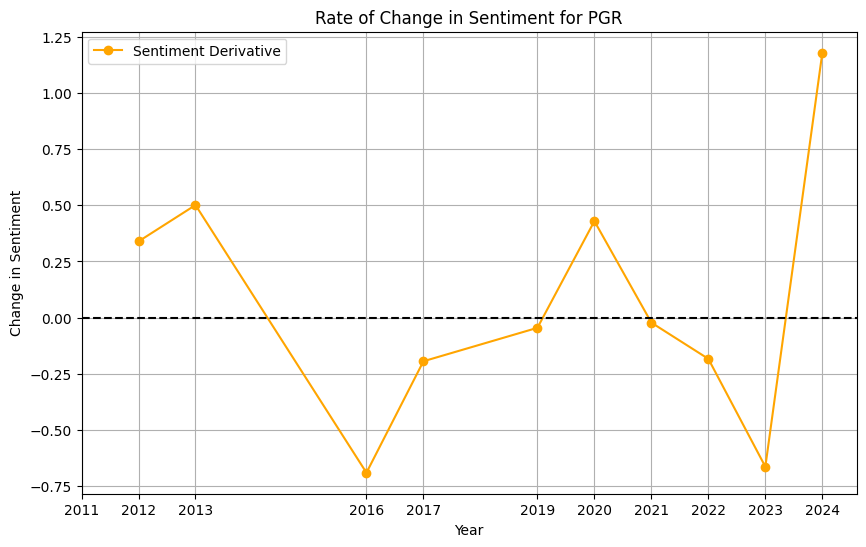 Rate of Change in Sentiment for PGR
Sentiment Derivative
Change in Sentiment
1.25
1.00
0.75
0.50
0.25
0.00
−0.25
−0.50
−0.75
2011 2012 2013 2016 2017 2019 2020 2021 2022 2023 2024
Year